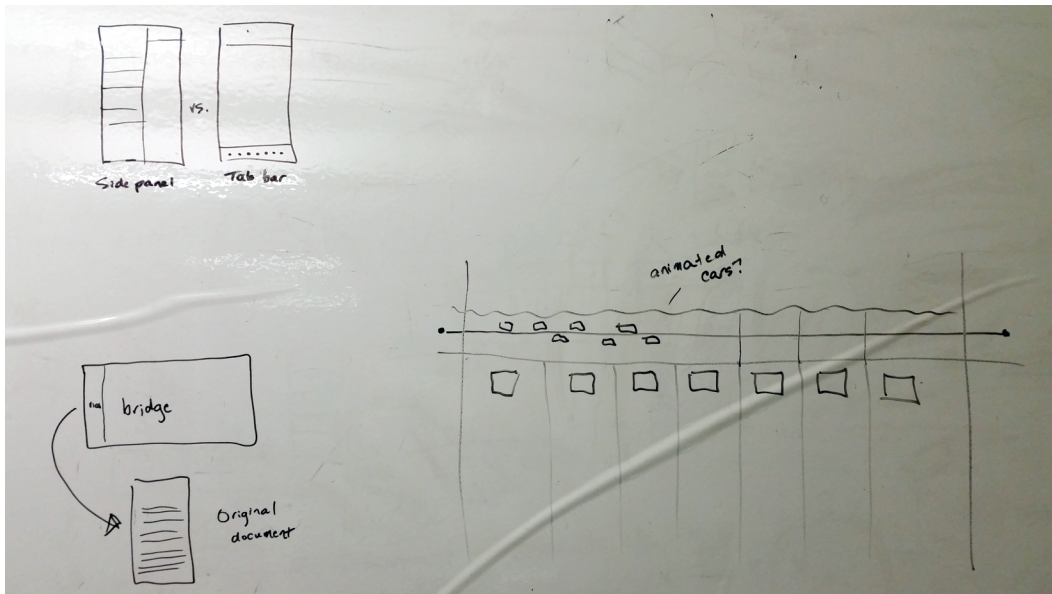 vs.
Side panel
Tab bar
animated
cars?
bridge
Original
document